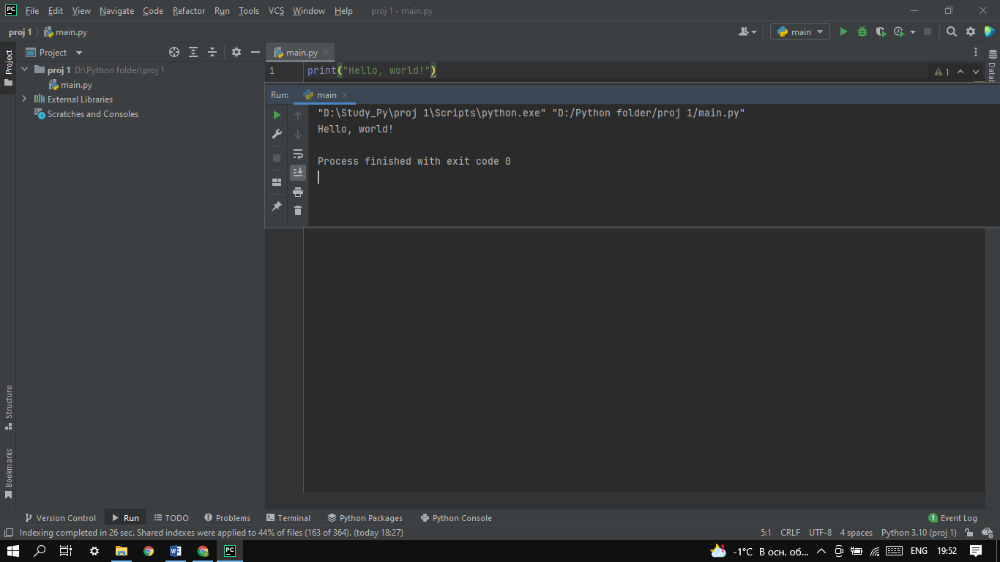 PC File Edit View Navigate Code Refactor Run Tools VCS Window Help proj 1 - main.py
proj 1 main.py main
Project main.py
proj 1 D:\Python folder\proj 1
main.py
External Libraries
Scratches and Consoles
1 print("Hello, world!") 1
Run: main
"D:\Study_Py\proj 1\Scripts\python.exe" "D:/Python folder/proj 1/main.py"
Hello, world!
Process finished with exit code 0
Project
Structure
Bookmarks
Datab
Version Control Run TODO Problems Terminal Python Packages Python Console 1 Event Log
Indexing completed in 26 sec. Shared indexes were applied to 44% of files (163 of 364). (today 18:27) 5:1 CRLF UTF-8 4 spaces Python 3.10 (proj 1)
W PC -1°C В осн. об... ENG 19:52